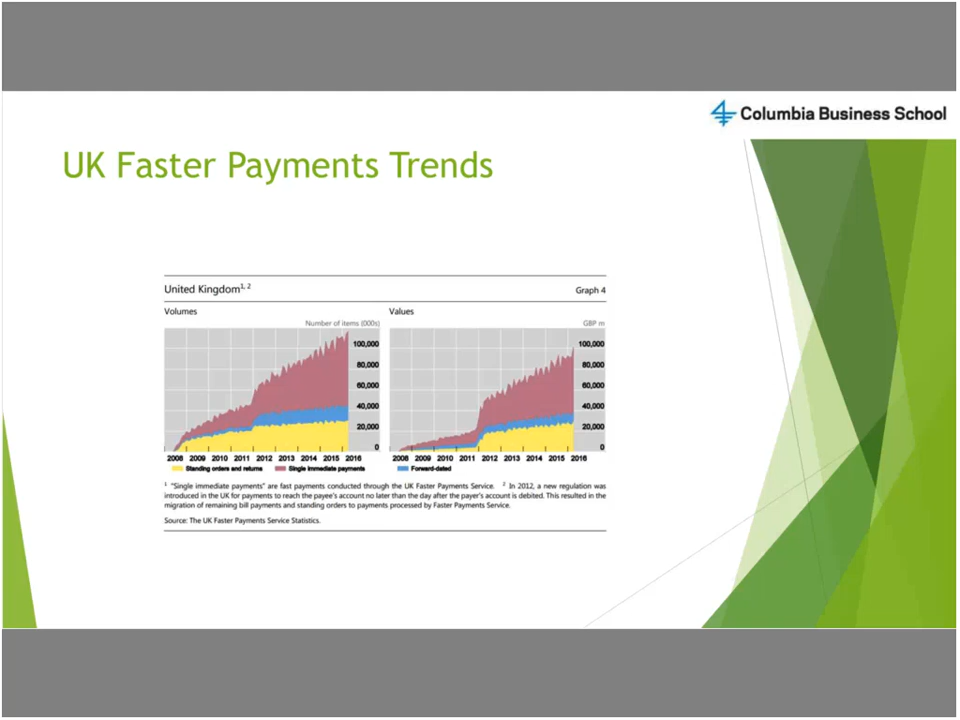 Columbia Business School
UK Faster Payments Trends
United Kingdom1, 2
Graph 4
Volumes
Values
Number of items (000s)
GBP m
100,000
80,000
60,000
40,000
20,000
0
100,000
80,000
60,000
40,000
20,000
0
2008 2009 2010 2011 2012 2013 2014 2015 2016
2008 2009 2010 2011 2012 2013 2014 2015 2016
Standing orders and returns Single immediate payments Forward-dated
1 "Single immediate payments" are fast payments conducted through the UK Faster Payments Service. 2 In 2012, a new regulation was
introduced in the UK for payments to reach the payee's account no later than the day after the payer's account is debited. This resulted in the
migration of remaining bill payments and standing orders to payments processed by Faster Payments Service.
Source: The UK Faster Payments Service Statistics.